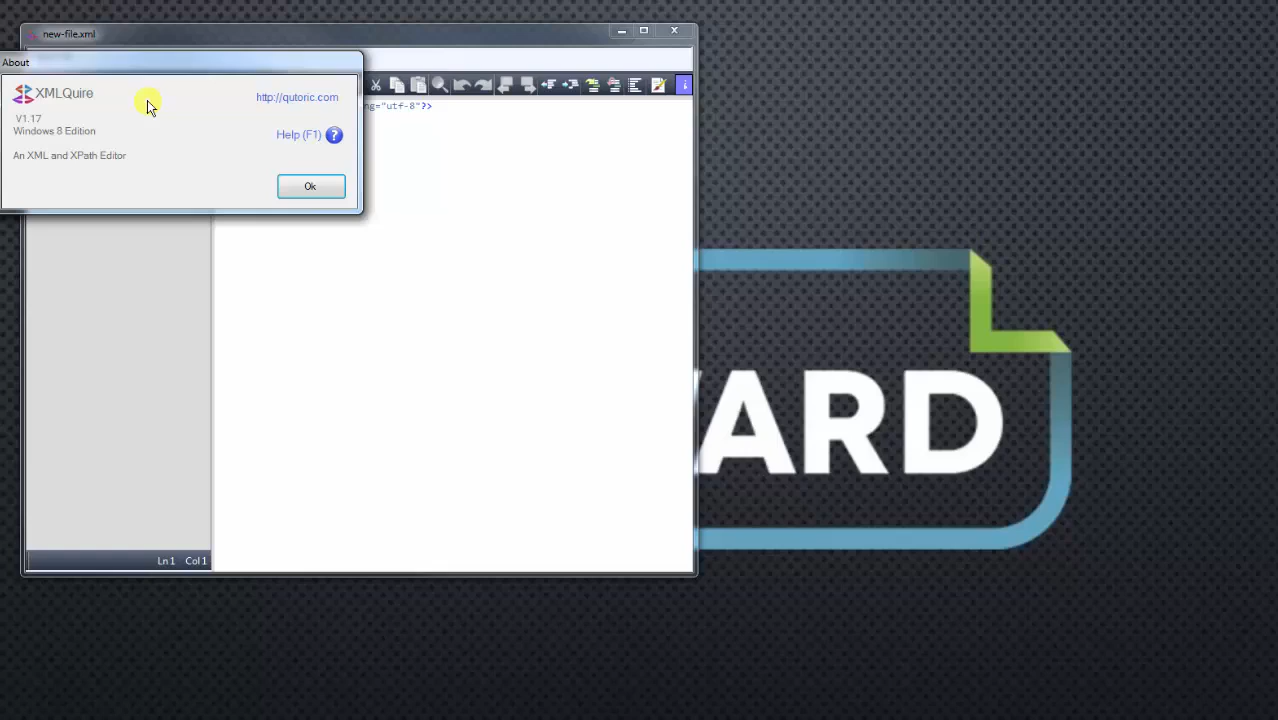 new-file.xml
About
XMLQuire
http://qutoric.com
ng="utf-8"?>
V1.17
Windows 8 Edition
Help (F1) ?
An XML and XPath Editor
Ok
ARD
Ln 1 Col 1